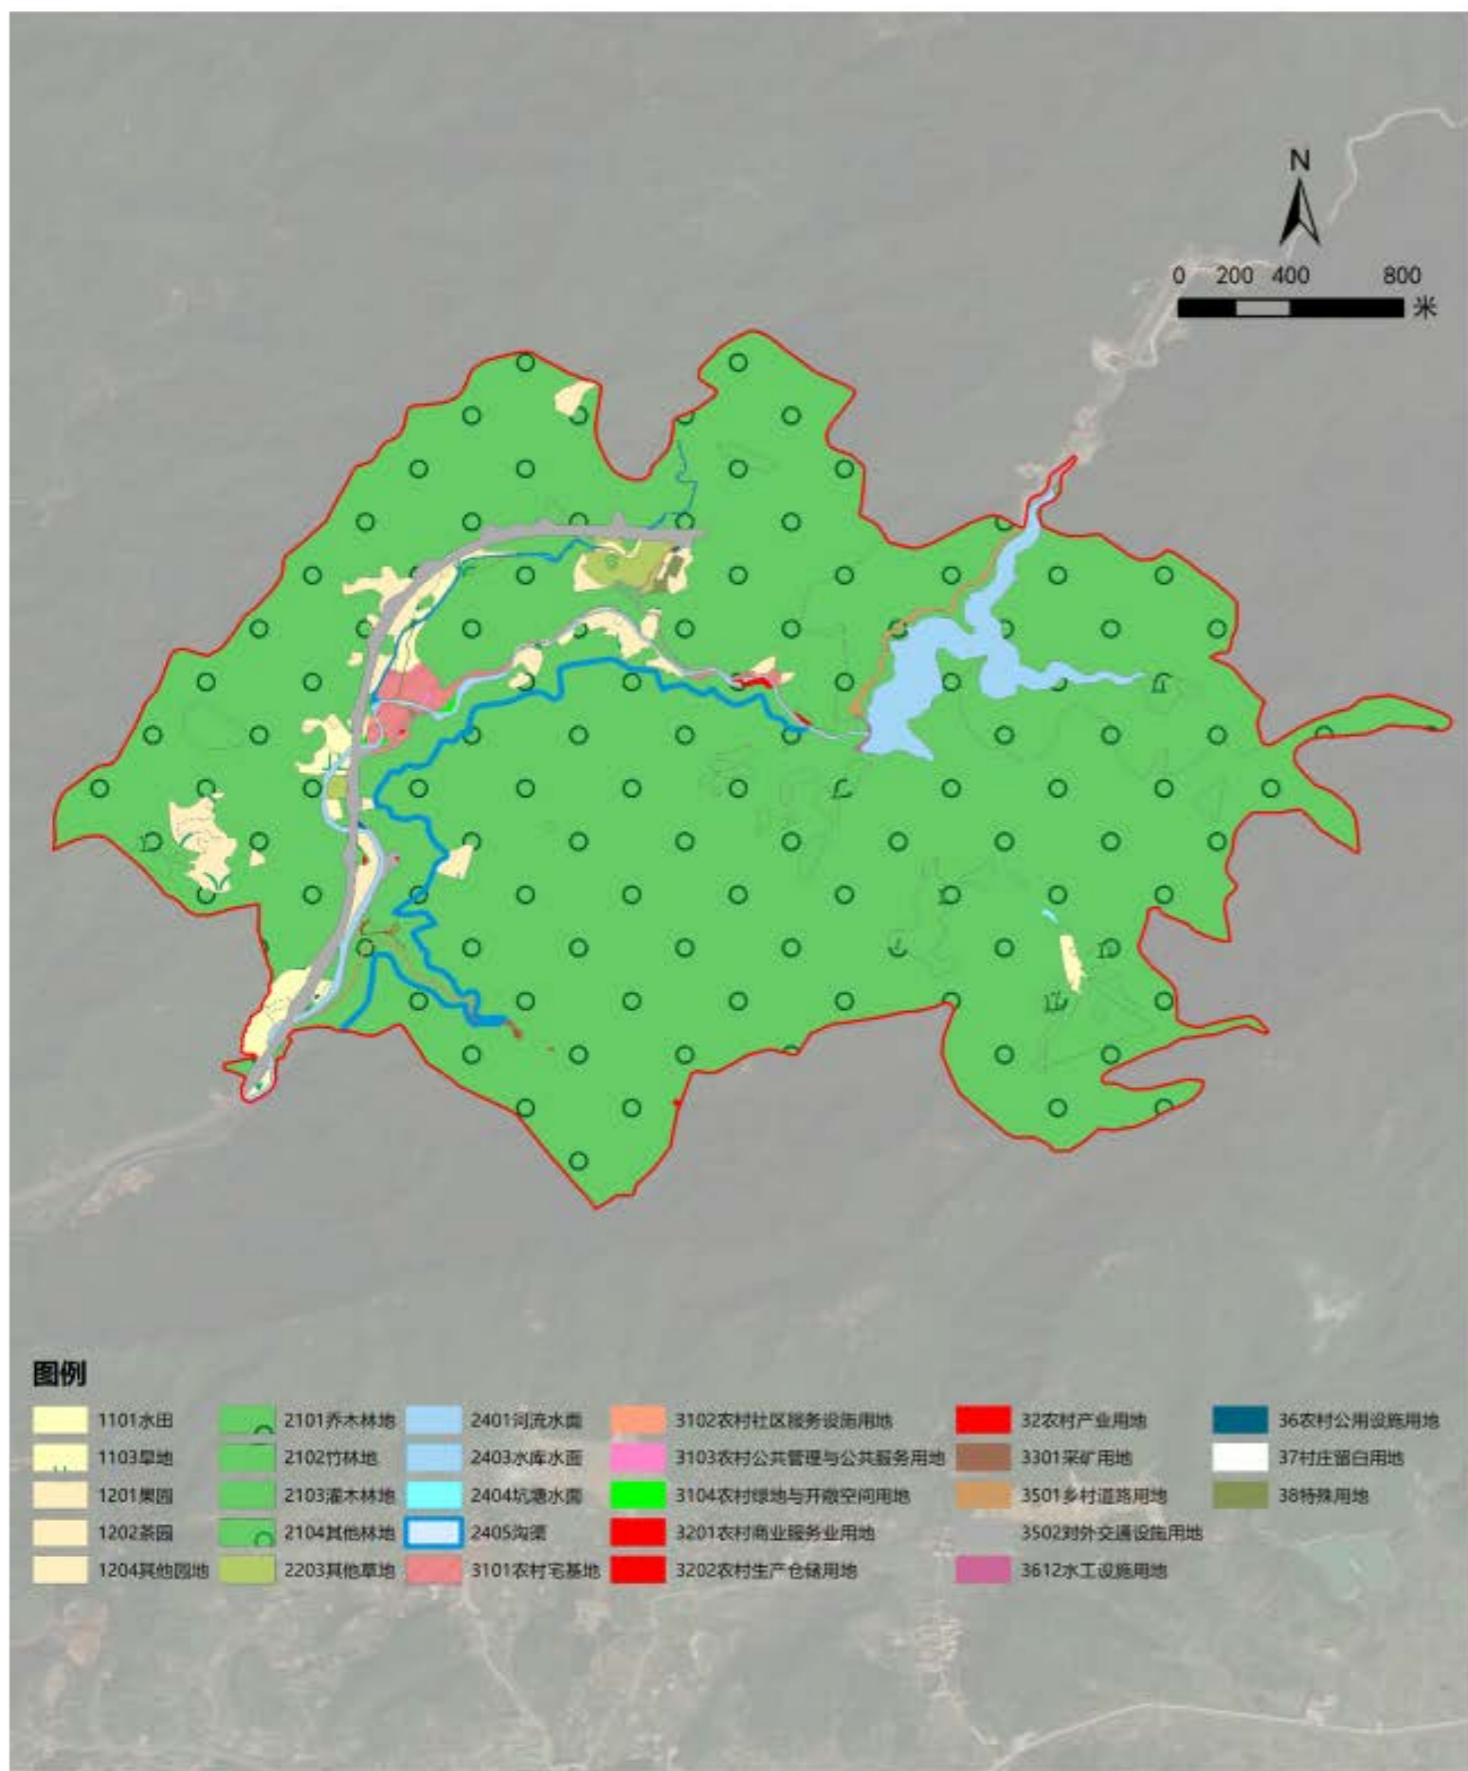 N
0 200 400 800
米
图例
1101水田 2101乔木林地 2401河流水面 3102农村社区服务设施用地 32农村产业用地 36农村公用设施用地
1103旱地 2102竹林地 2403水库水面 3103农村公共管理与公共服务用地 3301采矿用地 37村庄留白用地
1201果园 2103灌木林地 2404坑塘水面 3104农村绿地与开敞空间用地 3501乡村道路用地 38特殊用地
1202茶园 2104其他林地 2405沟渠 3201农村商业服务业用地 3502对外交通设施用地
1204其他园地 2203其他草地 3101农村宅基地 3202农村生产仓储用地 3612水工设施用地